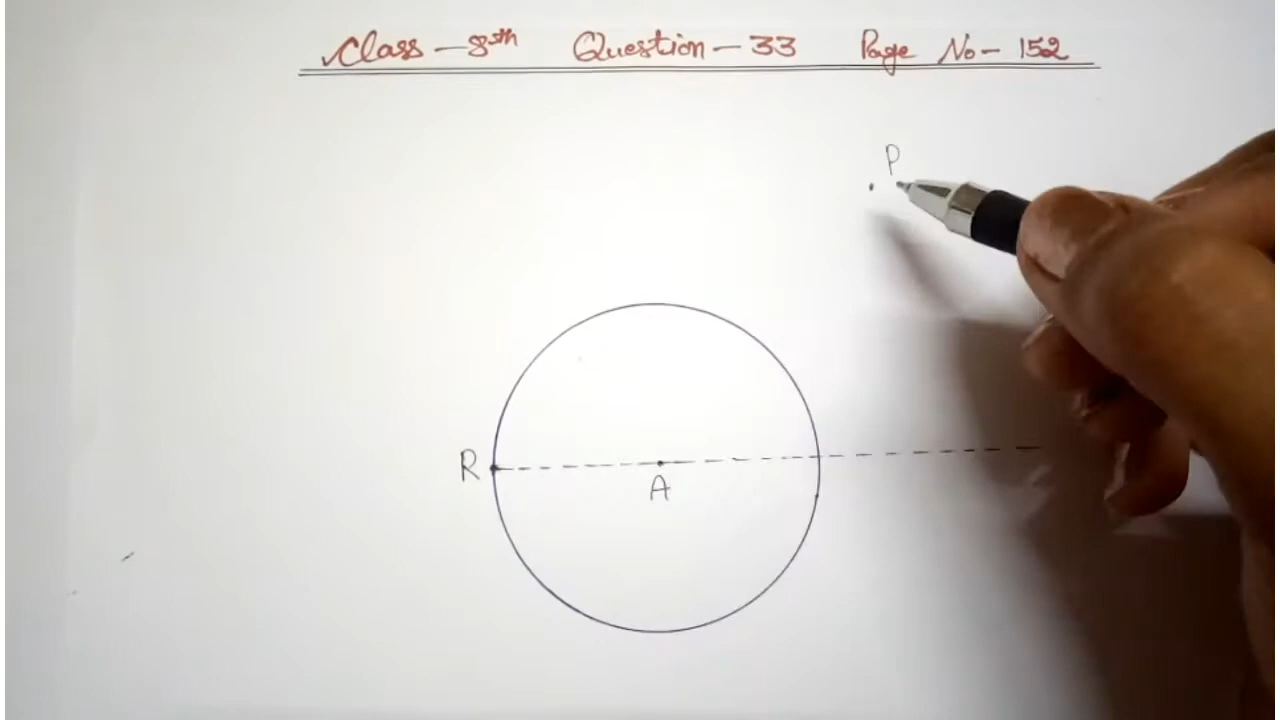 Class – 8th Question – 33 Page No – 152
P
R
A